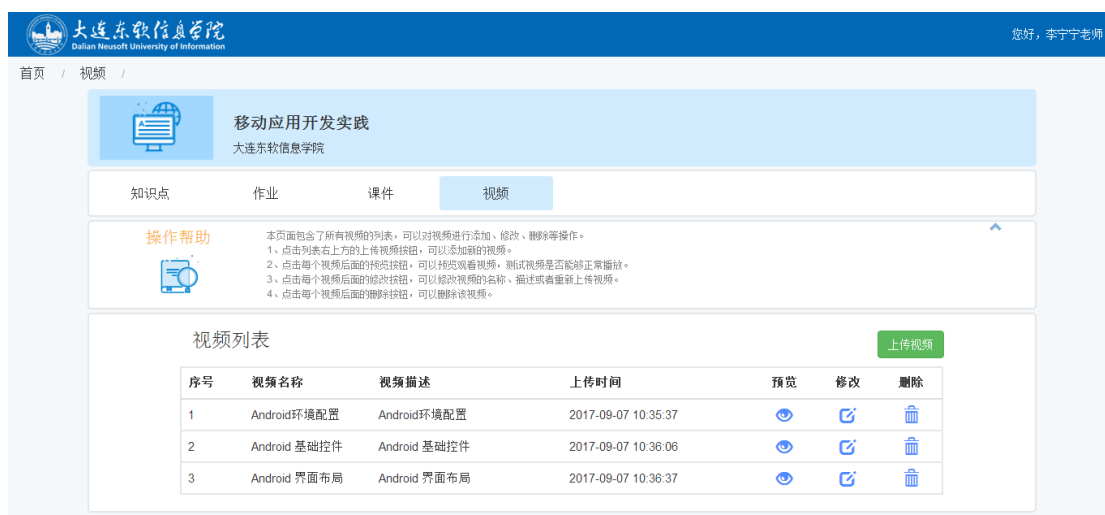 大连东软信息学院
Dalian Neusoft University of Information
您好，李宁宁老师
首页 / 视频 /
移动应用开发实践
大连东软信息学院
知识点 作业 课件 视频
操作帮助
本页面包含了所有视频的列表，可以对视频进行添加、修改、删除等操作。
1、点击列表右上方的上传视频按钮，可以添加新的视频。
2、点击每个视频后面的预览按钮，可以预览观看视频，测试视频是否能够正常播放。
3、点击每个视频后面的修改按钮，可以修改视频的名称、描述或者重新上传视频。
4、点击每个视频后面的删除按钮，可以删除该视频。
视频列表
上传视频
序号 视频名称 视频描述 上传时间 预览 修改 删除
1 Android环境配置 Android环境配置 2017-09-07 10:35:37
2 Android 基础控件 Android 基础控件 2017-09-07 10:36:06
3 Android 界面布局 Android 界面布局 2017-09-07 10:36:37